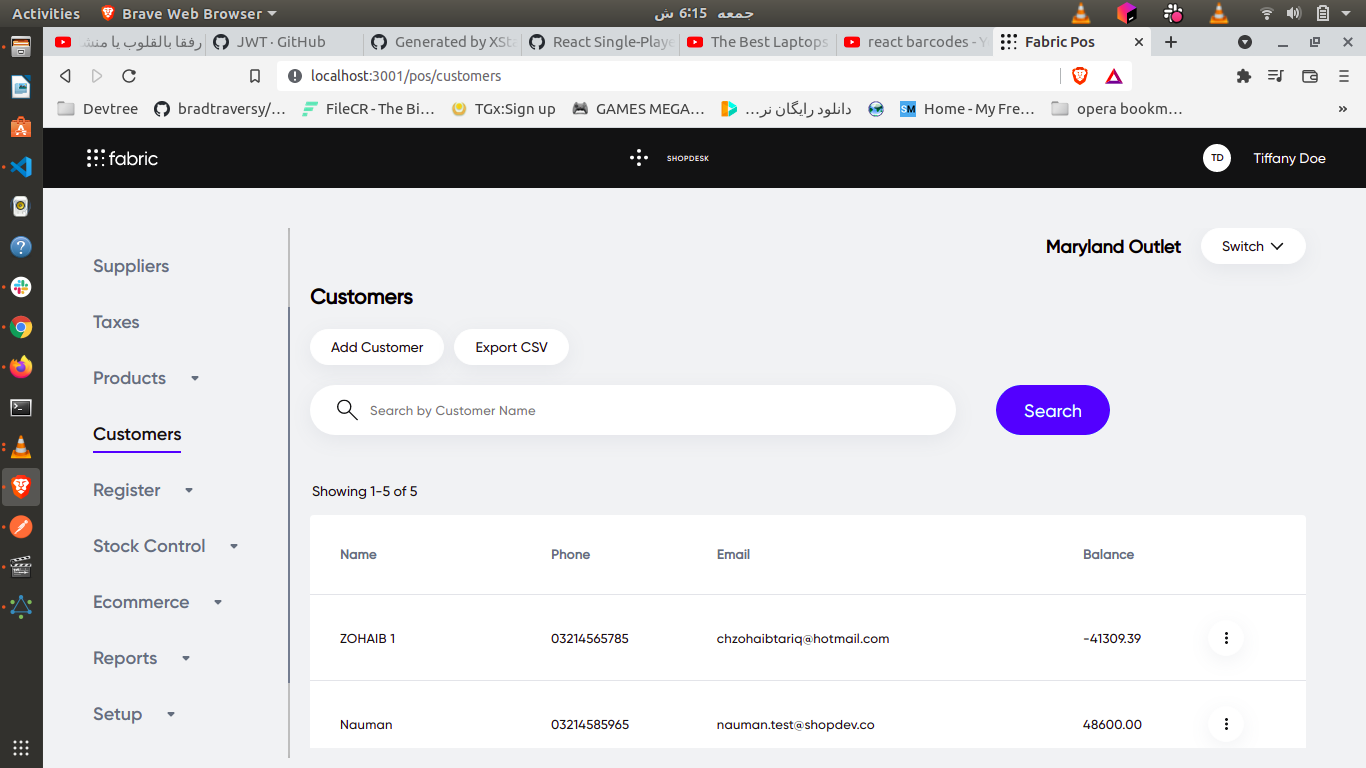 Activities Brave Web Browser جمعه 6:15 ش
رفقا بالقلوب يا منش JWT · GitHub Generated by XSt React Single-Playe The Best Laptops react barcodes - Y Fabric Pos
localhost:3001/pos/customers
Devtree bradtraversy/... FileCR - The Bi... TGx:Sign up GAMES MEGA... دانلود رایگان نر... Home - My Fre... opera bookm... »
fabric SHOPDESK TD Tiffany Doe
Maryland Outlet Switch
Suppliers
Taxes
Products
Customers
Register
Stock Control
Ecommerce
Reports
Setup
Customers
Add Customer Export CSV
Search by Customer Name Search
Showing 1-5 of 5
Name Phone Email Balance
ZOHAIB 1 03214565785 chzohaibtariq@hotmail.com -41309.39
Nauman 03214585965 nauman.test@shopdev.co 48600.00